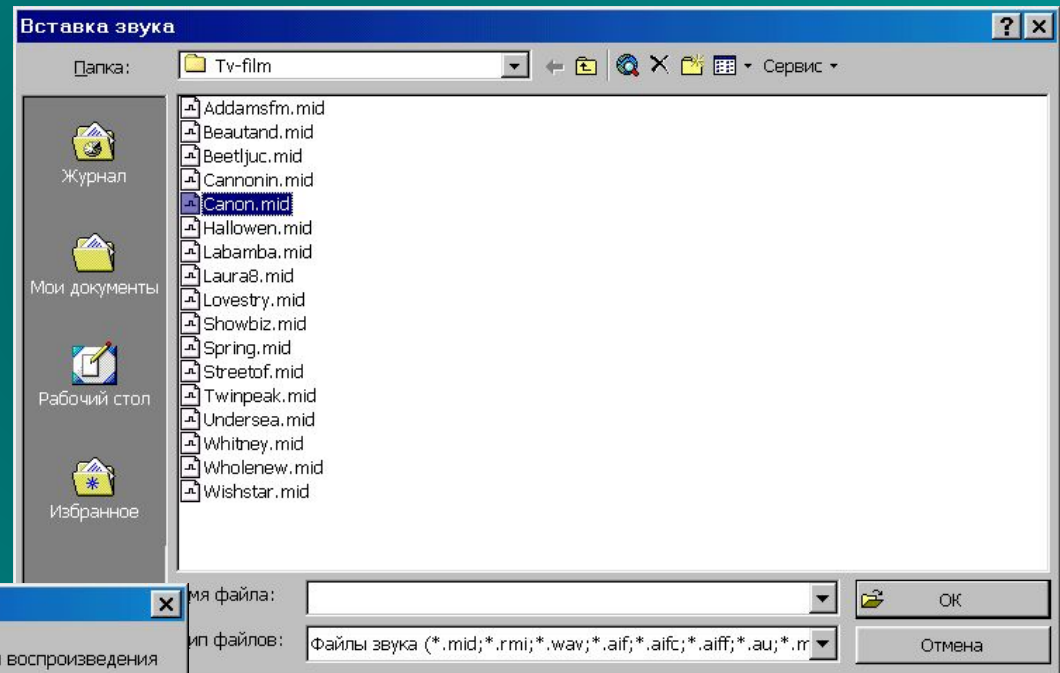 Вставка звука
Папка:
Tv-film
Сервис
Журнал
Мои документы
Рабочий стол
Избранное
Addamsfm.mid
Beautand.mid
Beetljuc.mid
Cannonin.mid
Canon.mid
Hallowen.mid
Labamba.mid
Laura8.mid
Lovestry.mid
Showbiz.mid
Spring.mid
Streetof.mid
Twinpeak.mid
Undersea.mid
Whitney.mid
Wholenew.mid
Wishstar.mid
мя файла:
OK
ип файлов:
Файлы звука (*.mid;*.rmi;*.wav;*.aif;*.aifc;*.aiff;*.au;*.m
Отмена
воспроизведения